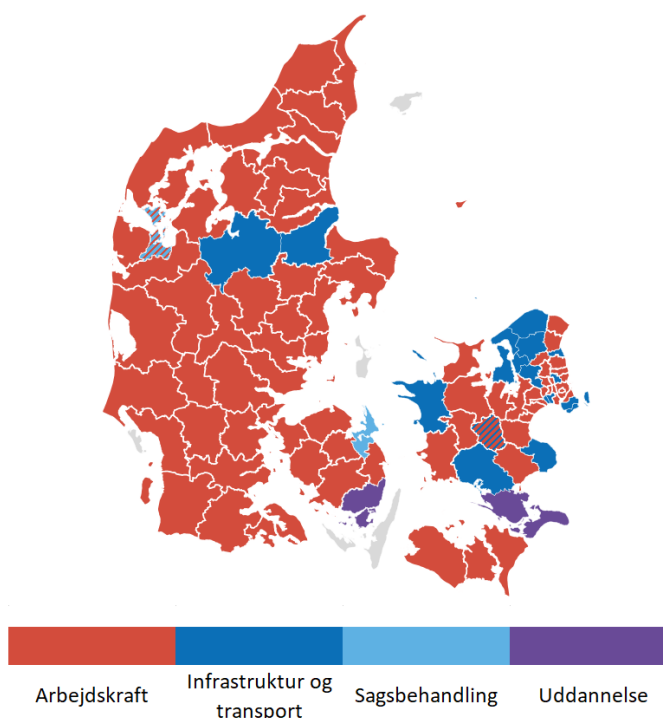 Arbejdskraft
Infrastruktur og
transport
Sagsbehandling
Uddannelse